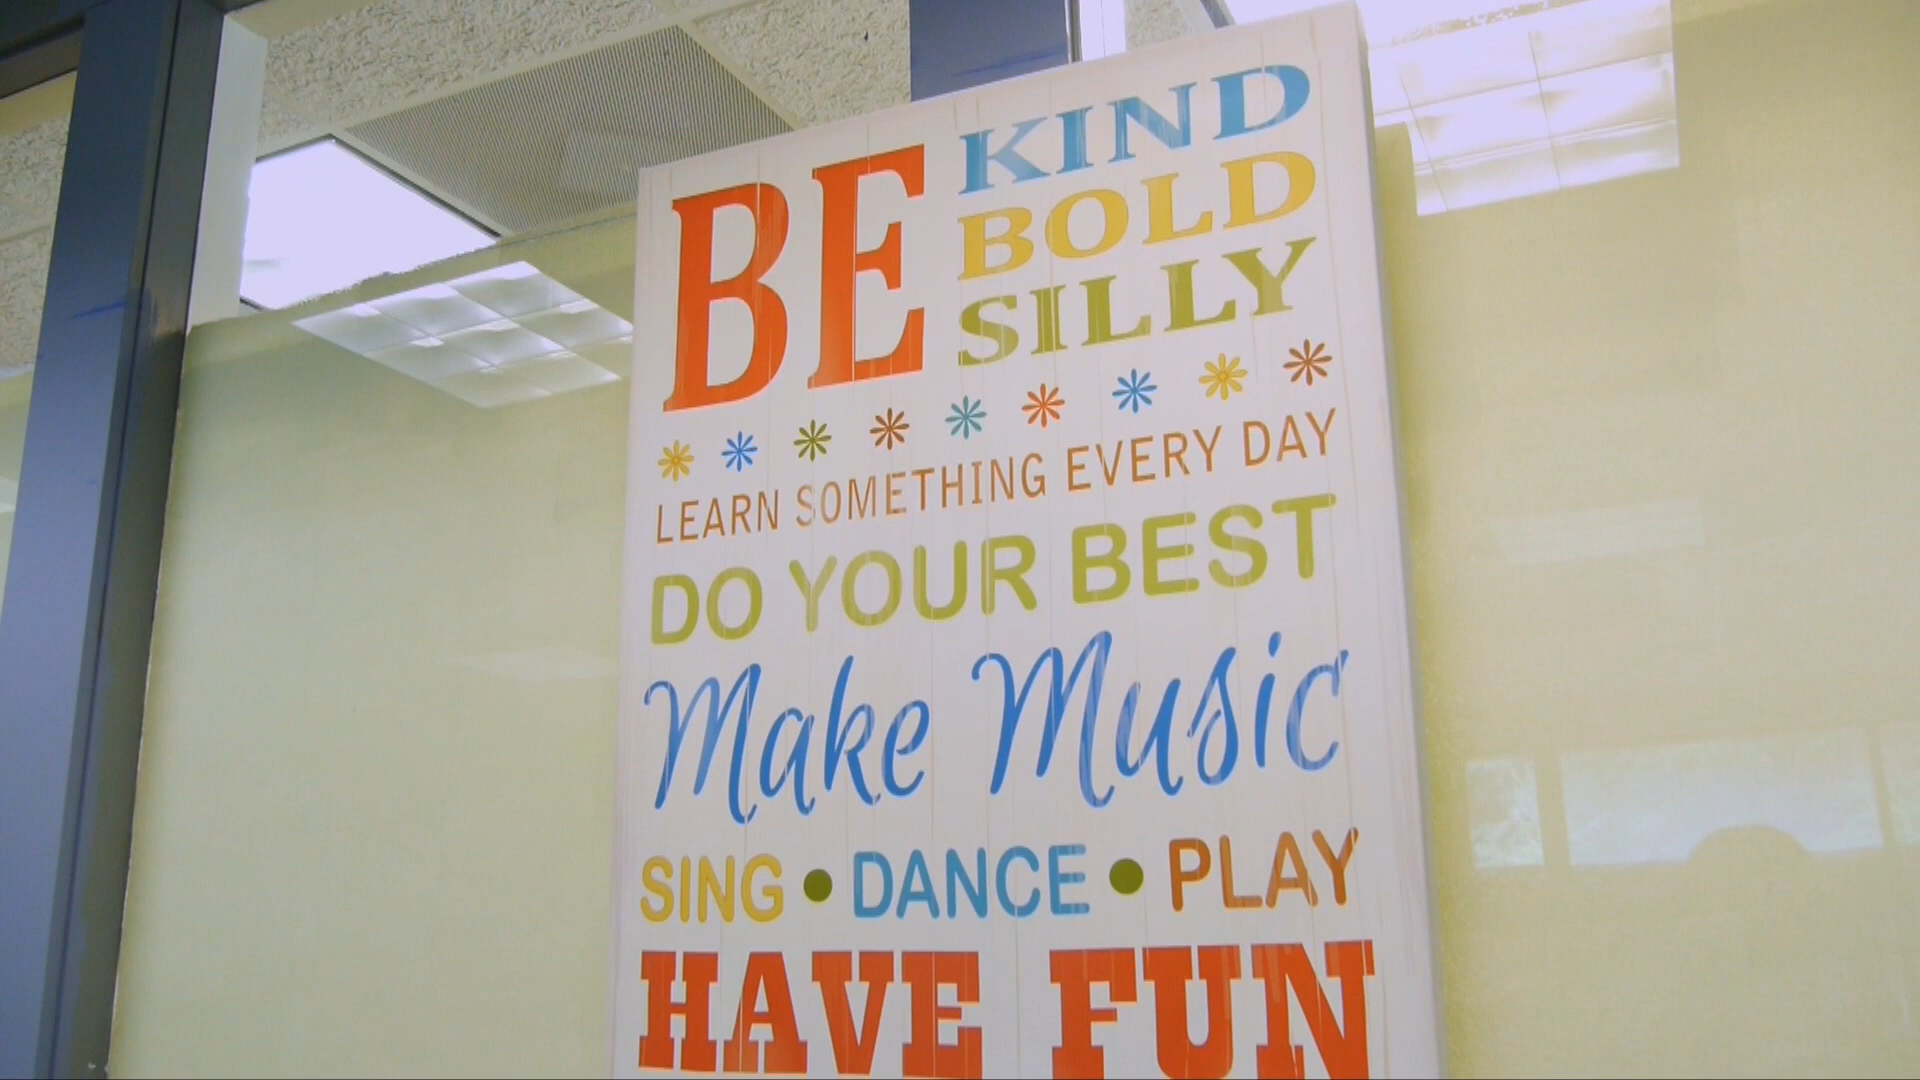 BE KIND
BOLD
SILLY
LEARN SOMETHING EVERY DAY
DO YOUR BEST
Make Music
SING • DANCE • PLAY
HAVE FUN